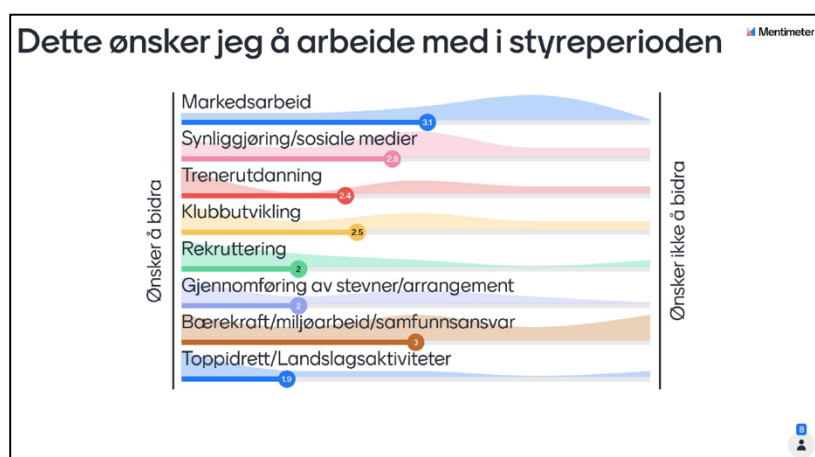 Dette ønsker jeg å arbeide med i styreperioden
Mentimeter
Ønsker å bidra
Markedsarbeid
3.1
Synliggjøring/sosiale medier
2.8
Trenerutdanning
2.4
Klubbutvikling
2.5
Rekruttering
2
Gjennomføring av stevner/arrangement
2
Bærekraft/miljøarbeid/samfunnsansvar
3
Toppidrett/Landslagsaktiviteter
1.9
Ønsker ikke å bidra
8